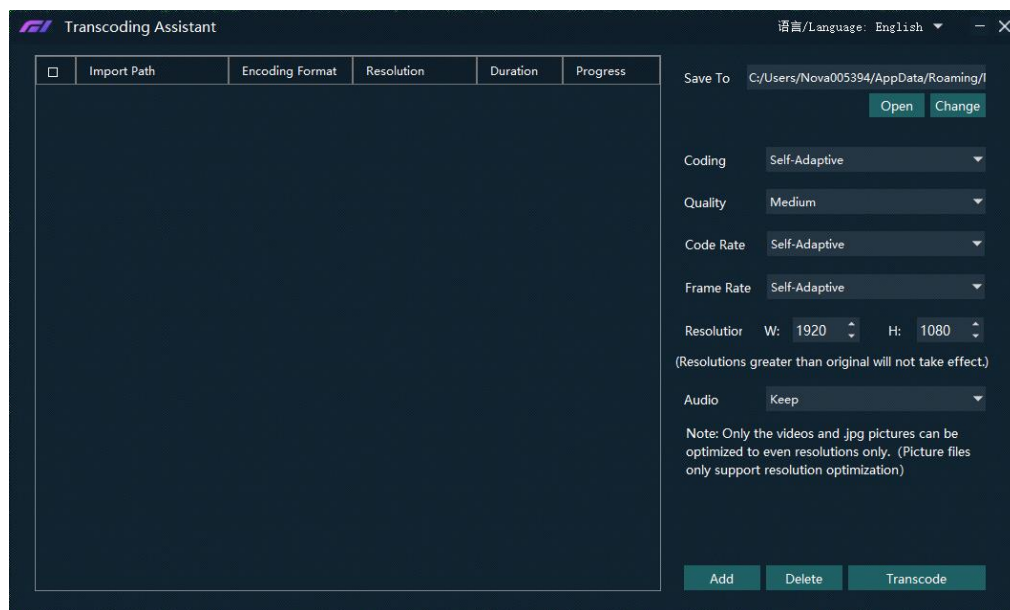 Transcoding Assistant 语言/Language: English
Import Path Encoding Format Resolution Duration Progress
Save To C:/Users/Nova005394/AppData/Roaming/
Open Change
Coding Self-Adaptive
Quality Medium
Code Rate Self-Adaptive
Frame Rate Self-Adaptive
Resolutior W: 1920 H: 1080
(Resolutions greater than original will not take effect.)
Audio Keep
Note: Only the videos and .jpg pictures can be
optimized to even resolutions only. (Picture files
only support resolution optimization)
Add Delete Transcode